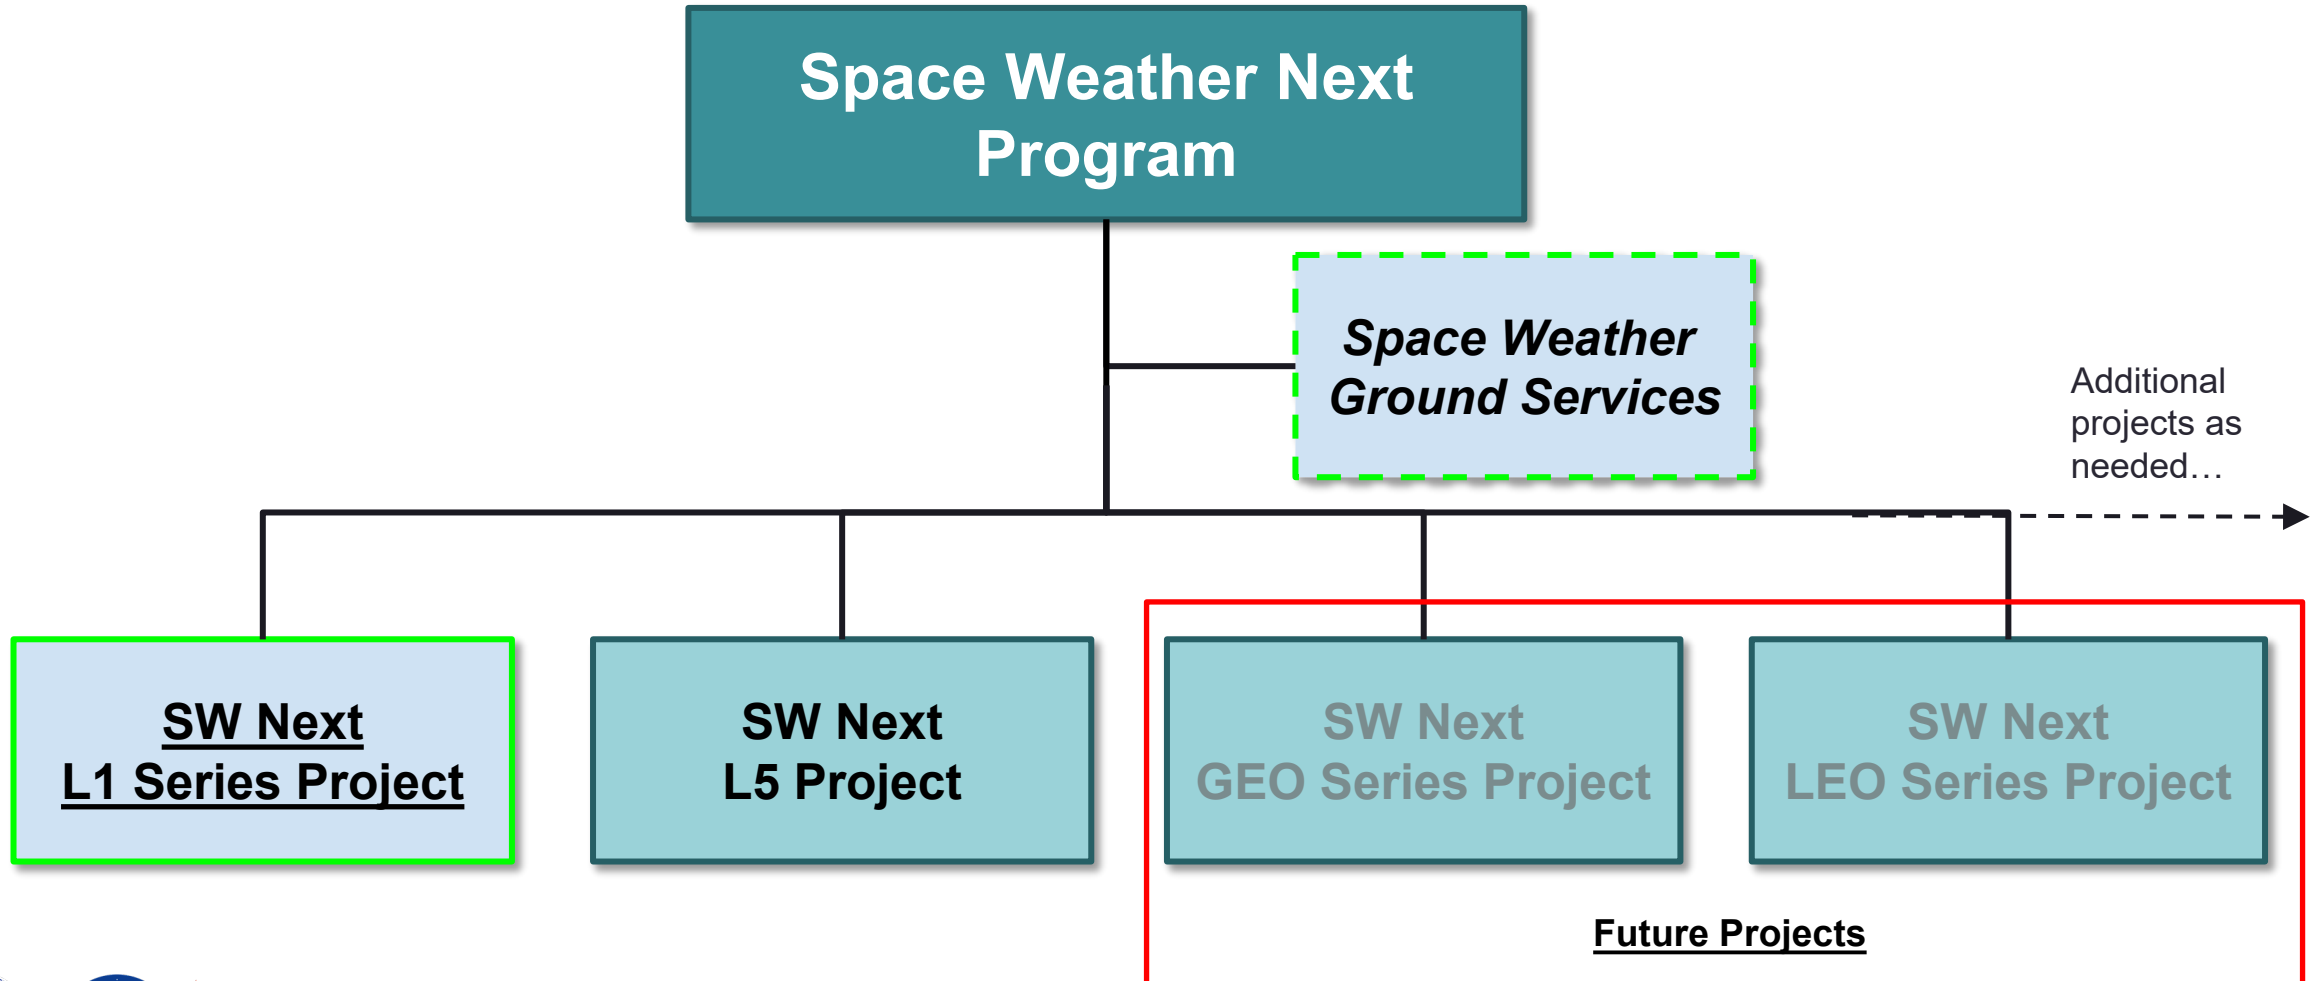 Space Weather Next
Program
Space Weather
Ground Services
Additional
projects as
needed…
SW Next
L1 Series Project
SW Next
L5 Project
SW Next
GEO Series Project
SW Next
LEO Series Project
Future Projects